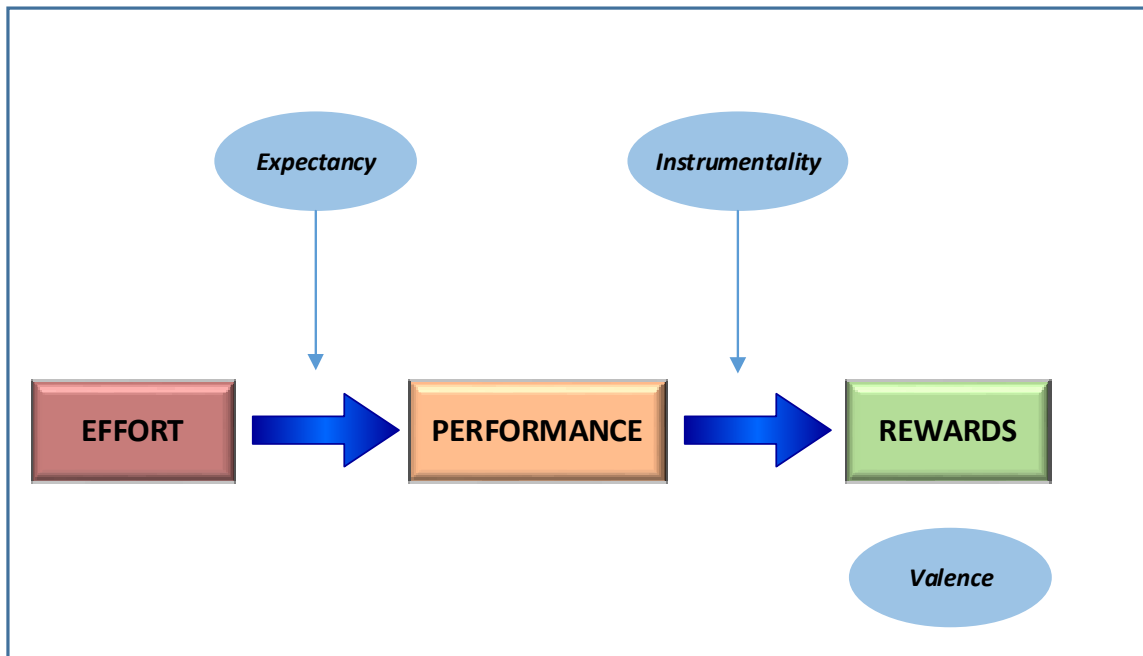 Expectancy
Instrumentality
EFFORT
PERFORMANCE
REWARDS
Valence